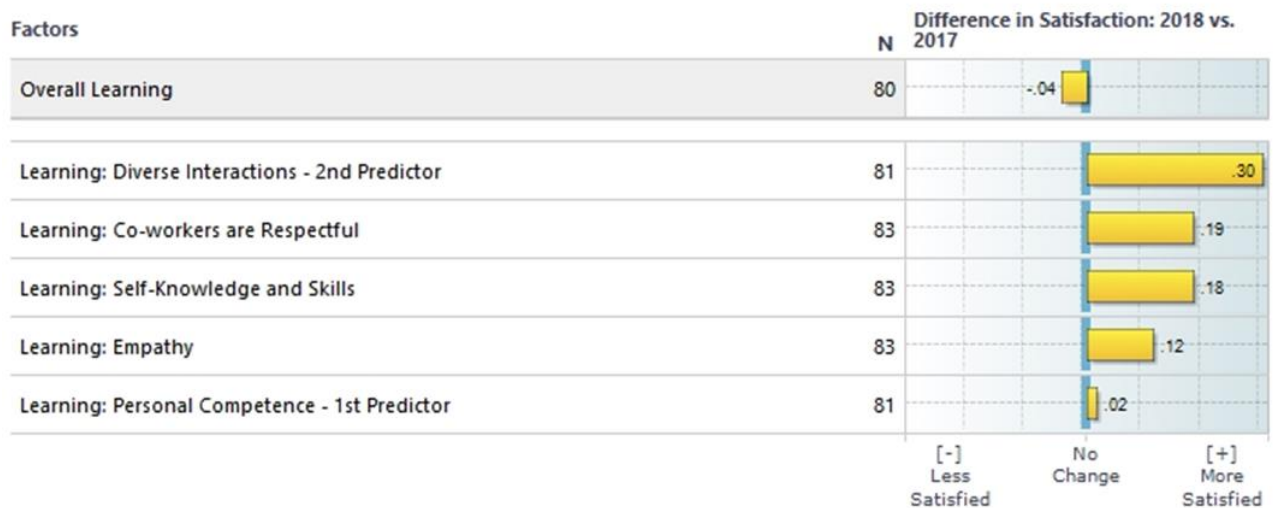 Factors
N
Difference in Satisfaction: 2018 vs.
2017
Overall Learning
80
-.04
Learning: Diverse Interactions - 2nd Predictor
81
.30
Learning: Co-workers are Respectful
83
.19
Learning: Self-Knowledge and Skills
83
.18
Learning: Empathy
83
.12
Learning: Personal Competence - 1st Predictor
81
.02
[-]
Less
Satisfied
No
Change
[+]
More
Satisfied